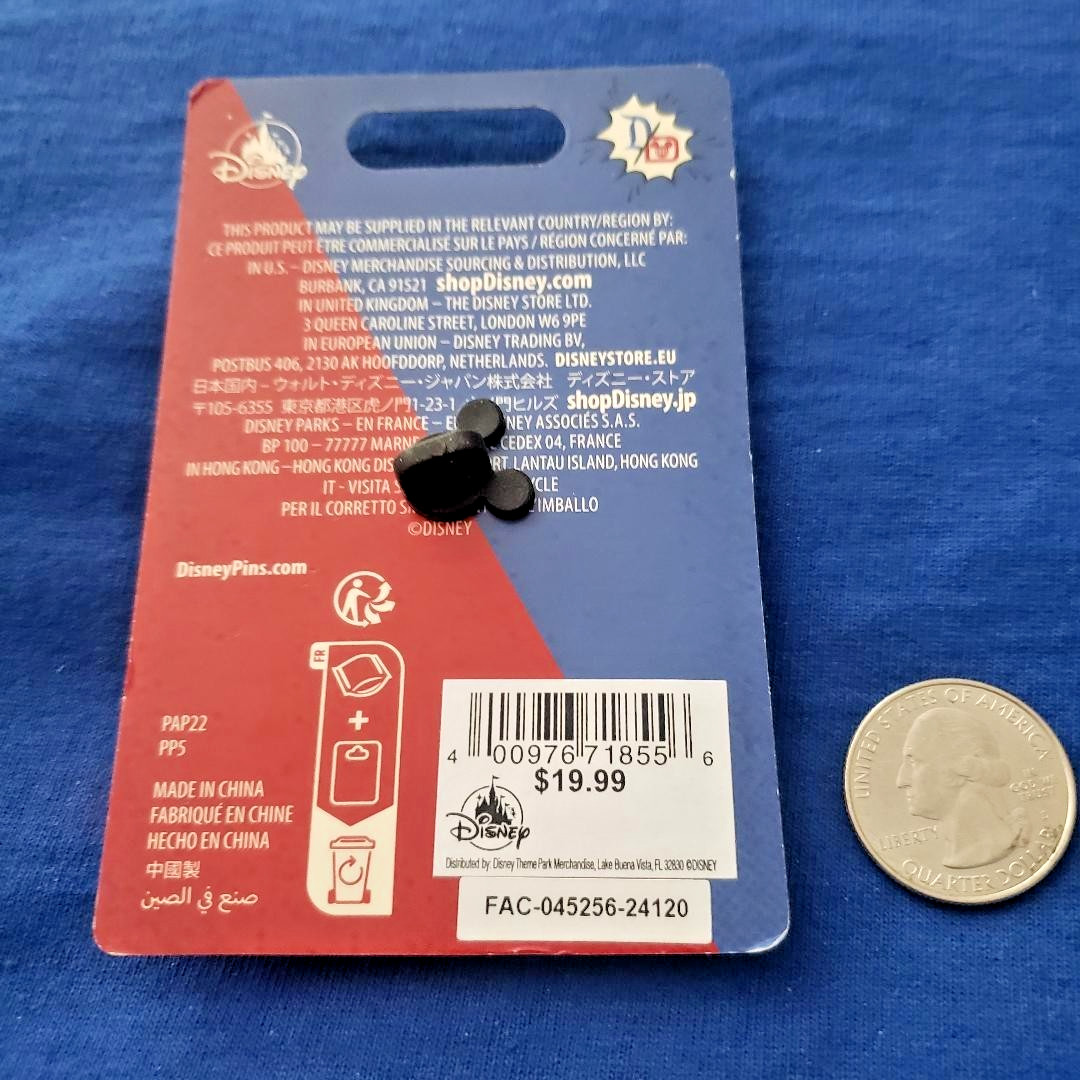 Disney
D
THIS PRODUCT MAY BE SUPPLIED IN THE RELEVANT COUNTRY/REGION BY:
CE PRODUIT PEUT ÊTRE COMMERCIALISÉ SUR LE PAYS / RÉGION CONCERNÉ PAR:
IN U.S. – DISNEY MERCHANDISE SOURCING & DISTRIBUTION, LLC
BURBANK, CA 91521 shopDisney.com
IN UNITED KINGDOM – THE DISNEY STORE LTD.
3 QUEEN CAROLINE STREET, LONDON W6 9PE
IN EUROPEAN UNION – DISNEY TRADING BV,
POSTBUS 406, 2130 AK HOOFDDORP, NETHERLANDS. DISNEYSTORE.EU
日本国内 – ウォルト・ディズニー・ジャパン株式会社 ディズニー・ストア
〒105-6355 東京都港区虎ノ門1-23-1 門ヒルズ shopDisney.jp
DISNEY PARKS – EN FRANCE – ASSOCIÉS S.A.S.
BP 100 – 77777 CEDEX 04, FRANCE
IN HONG KONG – HONG KONG LANTAU ISLAND, HONG KONG
IT - VISITA
PER IL CORRETTO IMBALLO
©DISNEY
DisneyPins.com
FR
+
PAP22
PP5
MADE IN CHINA
FABRIQUÉ EN CHINE
HECHO EN CHINA
中國製
صنع في الصين
4 00976 71855 6
$19.99
Disney
Distributed by: Disney Theme Park Merchandise, Lake Buena Vista, FL 32830 ©DISNEY
FAC-045256-24120
UNITED STATES OF AMERICA
LIBERTY
IN GOD WE TRUST
QUARTER DOLLAR